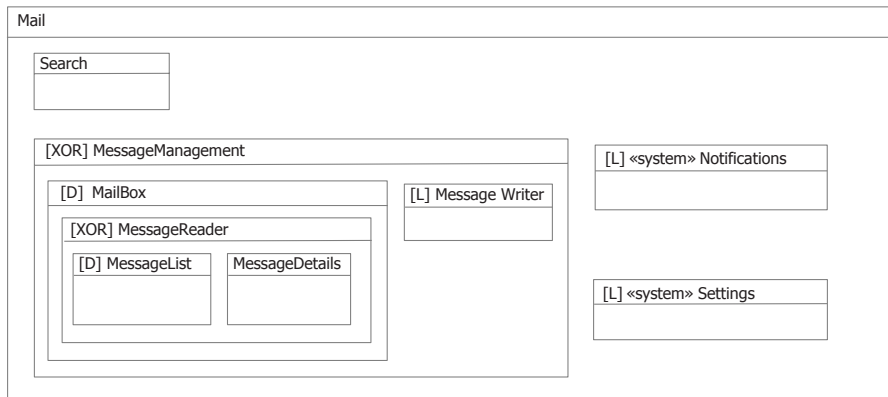 Mail
Search
[XOR] MessageManagement
[L] «system» Notifications
[D] MailBox
[L] Message Writer
[XOR] MessageReader
[D] MessageList
MessageDetails
[L] «system» Settings